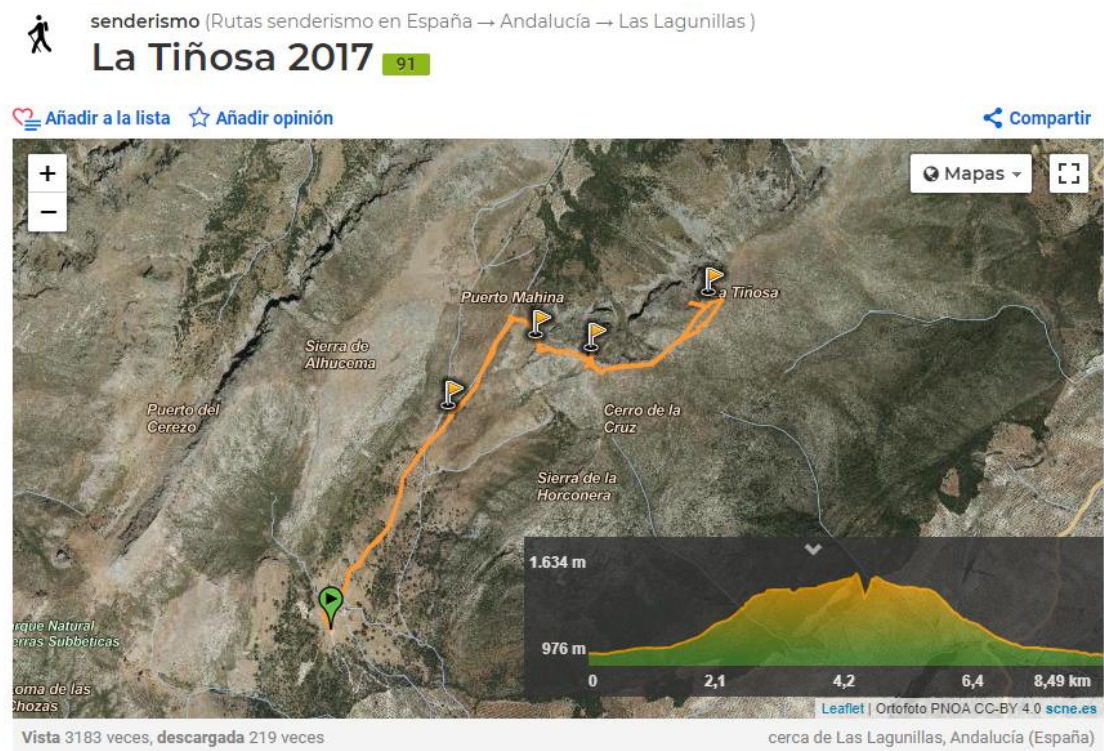 senderismo (Rutas senderismo en España → Andalucía → Las Lagunillas )
La Tiñosa 2017 91
Añadir a la lista Añadir opinión Compartir
+
−
Mapas
Puerto Mahina
La Tiñosa
Sierra de
Alhucema
Puerto del
Cerezo
Cerro de la
Cruz
Sierra de la
Horconera
arque Natural
erras Subbéticas
oma de las
Chozas
1.634 m
976 m
0 2,1 4,2 6,4 8,49 km
Leaflet | Ortofoto PNOA CC-BY 4.0 scne.es
Vista 3183 veces, descargada 219 veces cerca de Las Lagunillas, Andalucía (España)